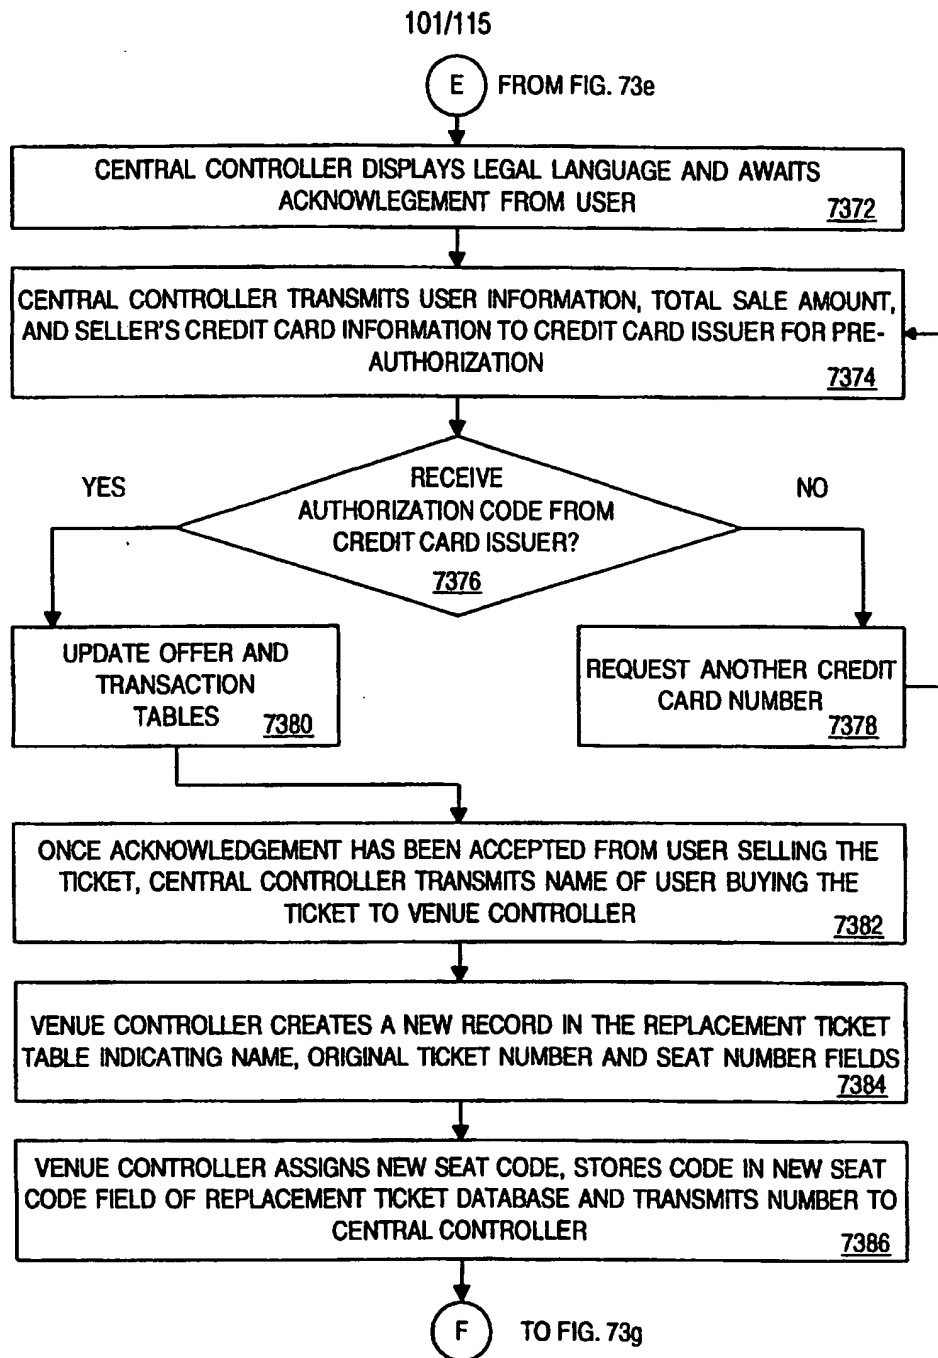 101/115
E FROM FIG. 73e
CENTRAL CONTROLLER DISPLAYS LEGAL LANGUAGE AND AWAITS
ACKNOWLEGEMENT FROM USER
7372
CENTRAL CONTROLLER TRANSMITS USER INFORMATION, TOTAL SALE AMOUNT,
AND SELLER'S CREDIT CARD INFORMATION TO CREDIT CARD ISSUER FOR PRE-
AUTHORIZATION
7374
YES
RECEIVE
AUTHORIZATION CODE FROM
CREDIT CARD ISSUER?
7376
NO
UPDATE OFFER AND
TRANSACTION
TABLES
7380
REQUEST ANOTHER CREDIT
CARD NUMBER
7378
ONCE ACKNOWLEDGEMENT HAS BEEN ACCEPTED FROM USER SELLING THE
TICKET, CENTRAL CONTROLLER TRANSMITS NAME OF USER BUYING THE
TICKET TO VENUE CONTROLLER
7382
VENUE CONTROLLER CREATES A NEW RECORD IN THE REPLACEMENT TICKET
TABLE INDICATING NAME, ORIGINAL TICKET NUMBER AND SEAT NUMBER FIELDS
7384
VENUE CONTROLLER ASSIGNS NEW SEAT CODE, STORES CODE IN NEW SEAT
CODE FIELD OF REPLACEMENT TICKET DATABASE AND TRANSMITS NUMBER TO
CENTRAL CONTROLLER
7386
F TO FIG. 73g